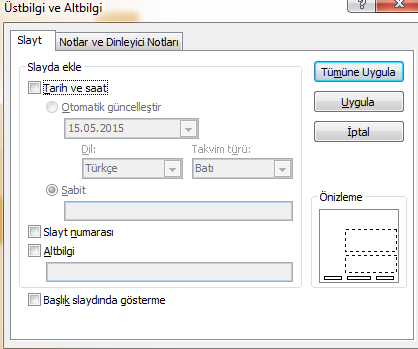 Üstbilgi ve Altbilgi
Slayt
Notlar ve Dinleyici Notları
Slayda ekle
Tarih ve saat
Otomatik güncelleştir
15.05.2015
Dil:
Takvim türü:
Türkçe
Batı
Sabit
Slayt numarası
Altbilgi
Başlık slaydında gösterme
Tümüne Uygula
Uygula
İptal
Önizleme